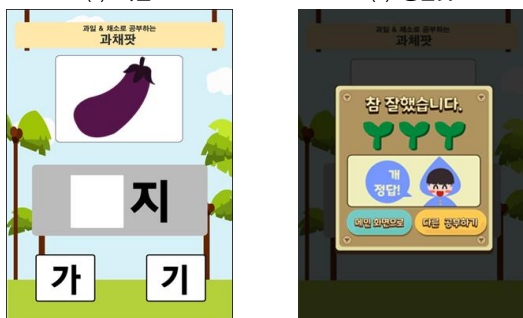 과일 & 채소로 공부하는
과채팟
지
가
기
과일 & 채소로 공부하는
과채팟
참 잘했습니다.
개
정답!
메인 화면으로
다른 공부하기